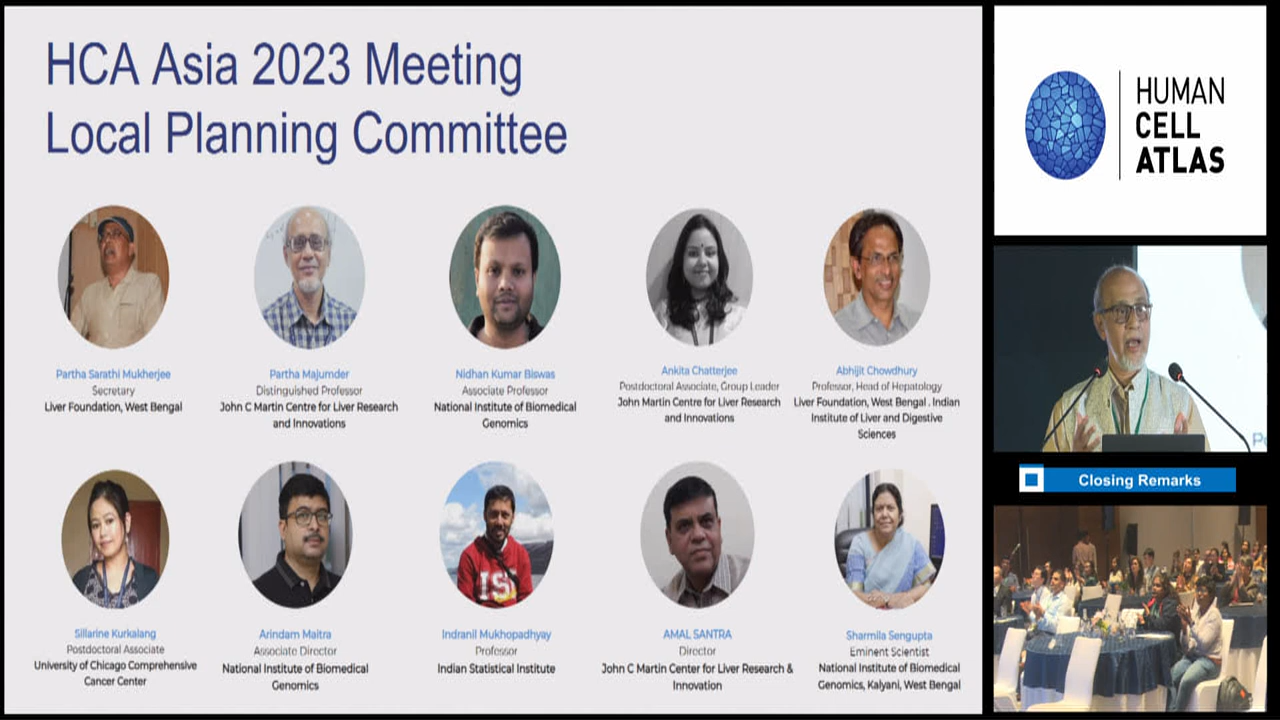 HCA Asia 2023 Meeting
Local Planning Committee
Partha Sarathi Mukherjee
Secretary
Liver Foundation, West Bengal
Partha Majumder
Distinguished Professor
John C Martin Centre for Liver Research
and Innovations
Nidhan Kumar Biswas
Associate Professor
National Institute of Biomedical
Genomics
Ankita Chatterjee
Postdoctoral Associate, Group Leader
John Martin Centre for Liver Research
and Innovations
Abhijit Chowdhury
Professor, Head of Hepatology
Liver Foundation, West Bengal . Indian
Institute of Liver and Digestive
Sciences
Sillarine Kurkalang
Postdoctoral Associate
University of Chicago Comprehensive
Cancer Center
Arindam Maitra
Associate Director
National Institute of Biomedical
Genomics
Indranil Mukhopadhyay
Professor
Indian Statistical Institute
AMAL SANTRA
Director
John C Martin Center for Liver Research &
Innovation
Sharmila Sengupta
Eminent Scientist
National Institute of Biomedical
Genomics, Kalyani, West Bengal
HUMAN
CELL
ATLAS
Closing Remarks